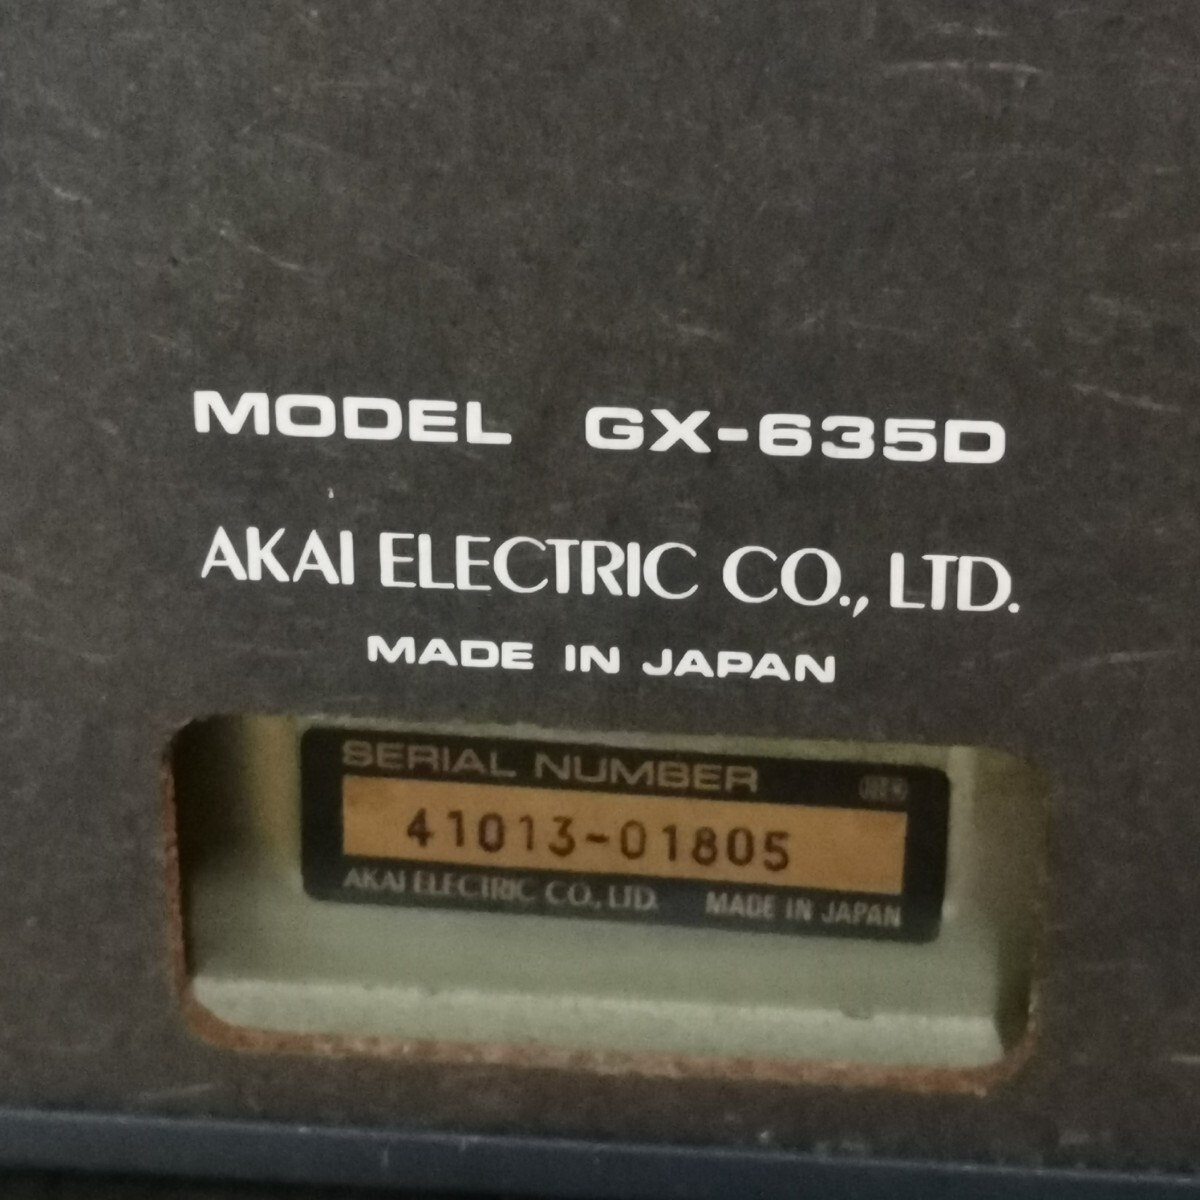 MODEL GX-635D
AKAI ELECTRIC CO., LTD.
MADE IN JAPAN
SERIAL NUMBER
41013-01805
AKAI ELECTRIC CO., LTD. MADE IN JAPAN